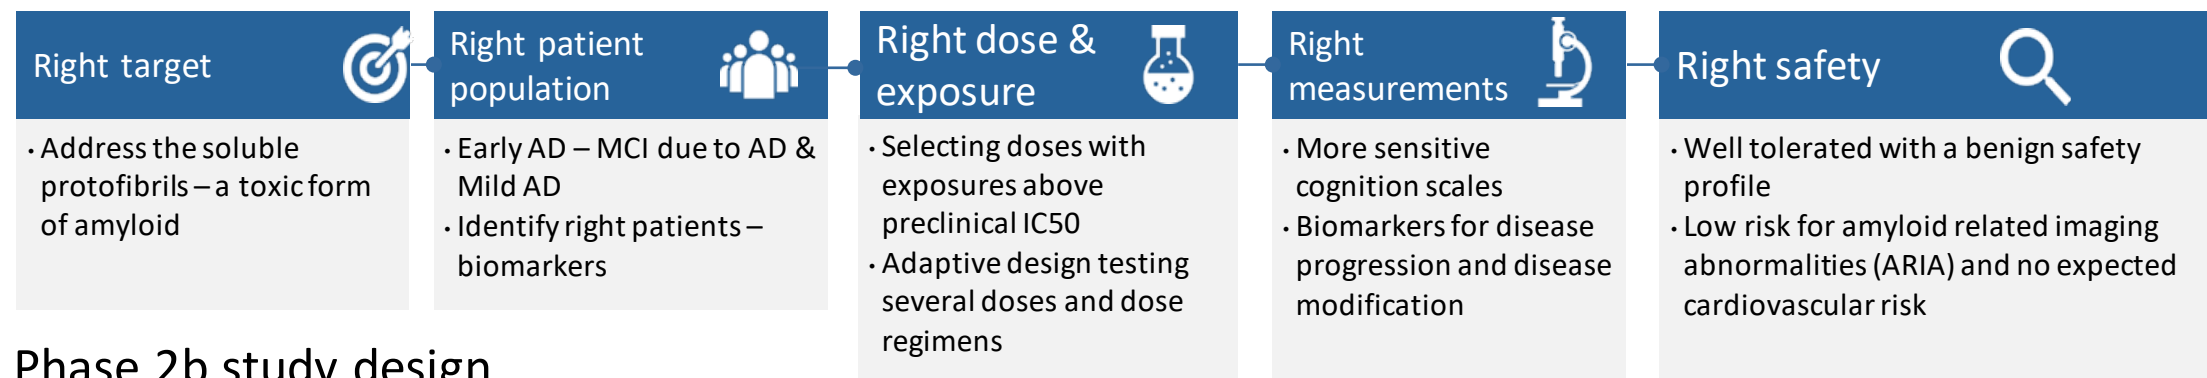 Right target
Right patient
population
Right dose &
exposure
Right
measurements
Right safety
· Address the soluble
protofibrils – a toxic form
of amyloid
· Early AD – MCI due to AD &
Mild AD
· Identify right patients –
biomarkers
· Selecting doses with
exposures above
preclinical IC50
· Adaptive design testing
several doses and dose
regimens
· More sensitive
cognition scales
· Biomarkers for disease
progression and disease
modification
· Well tolerated with a benign safety
profile
· Low risk for amyloid related imaging
abnormalities (ARIA) and no expected
cardiovascular risk
Phase 2b study design